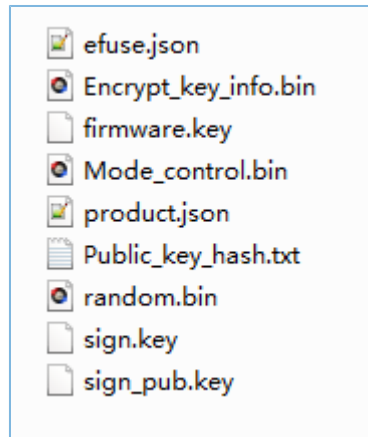 efuse.json
Encrypt_key_info.bin
firmware.key
Mode_control.bin
product.json
Public_key_hash.txt
random.bin
sign.key
sign_pub.key